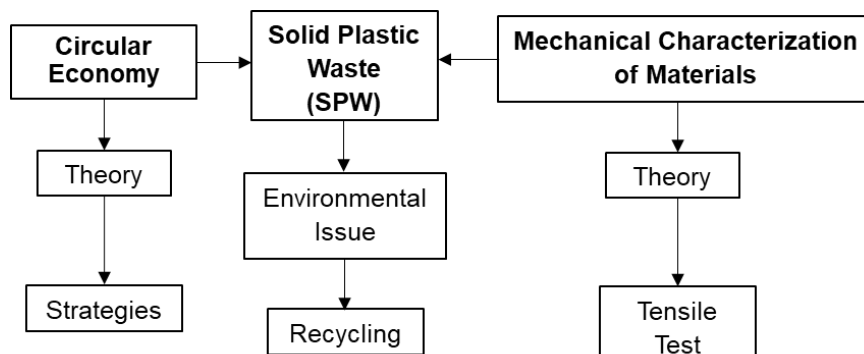 Circular
Economy
Solid Plastic
Waste
(SPW)
Mechanical Characterization
of Materials
Theory
Environmental
Issue
Theory
Strategies
Recycling
Tensile
Test